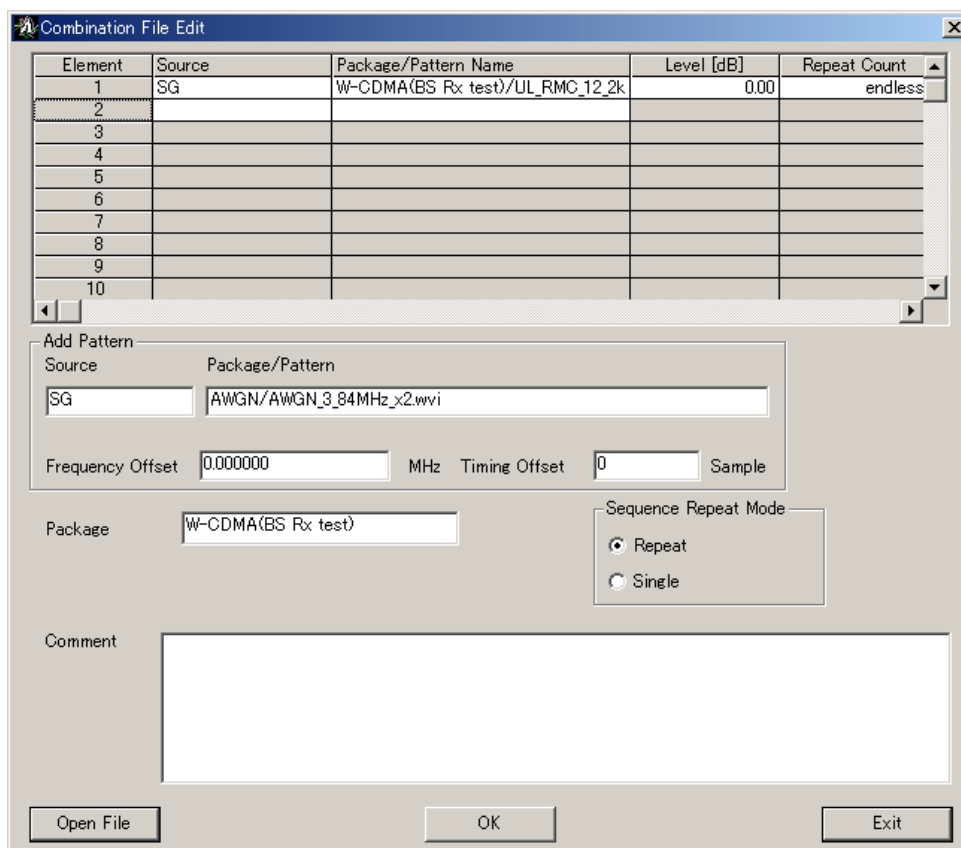 Combination File Edit
Element Source Package/Pattern Name Level [dB] Repeat Count
1 SG W-CDMA(BS Rx test)/UL_RMC_12_2k 0.00 endless
2
3
4
5
6
7
8
9
10
Add Pattern
Source Package/Pattern
SG AWGN/AWGN_3_84MHz_x2.wvi
Frequency Offset 0.000000 MHz Timing Offset 0 Sample
Package W-CDMA(BS Rx test)
Sequence Repeat Mode
Repeat
Single
Comment
Open File OK Exit